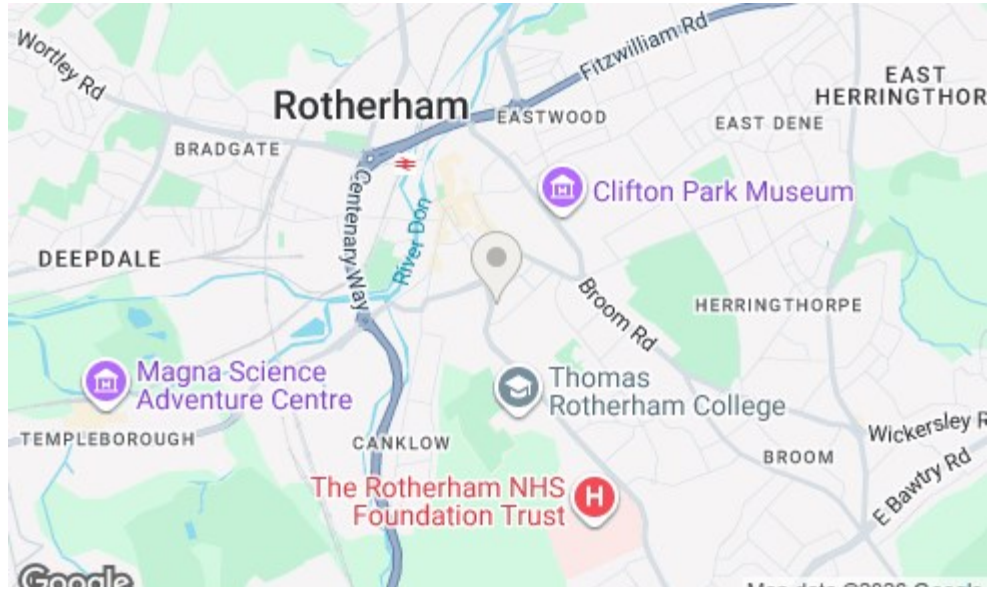 Wortley Rd
Fitzwilliam Rd
EAST
HERRINGTHOR
Rotherham
EASTWOOD
EAST DENE
BRADGATE
Centenary Way
Clifton Park Museum
River Don
DEEPDALE
Broom Rd
HERRINGTHORPE
Magna Science
Adventure Centre
Thomas
Rotherham College
TEMPLEBOROUGH
CANKLOW
Wickersley R
BROOM
E Bawtry Rd
The Rotherham NHS
Foundation Trust
H
Google